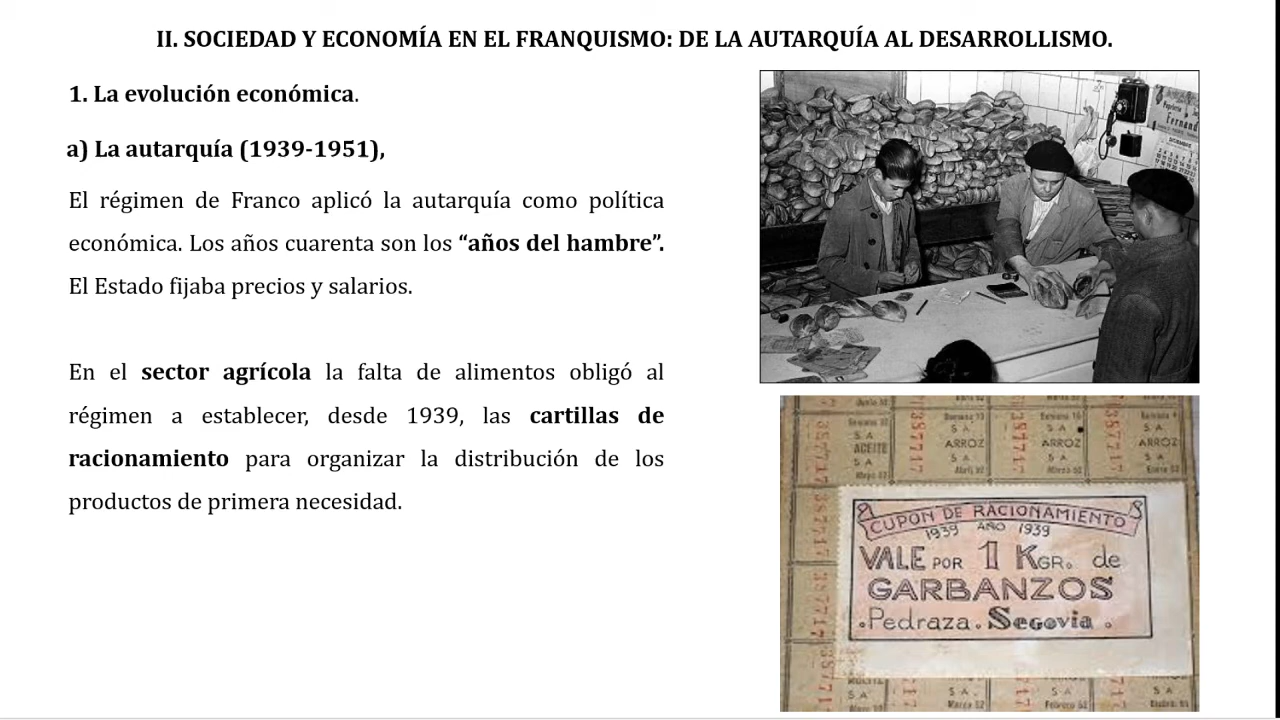 II. SOCIEDAD Y ECONOMÍA EN EL FRANQUISMO: DE LA AUTARQUÍA AL DESARROLLISMO.
1. La evolución económica.
a) La autarquía (1939-1951),
El régimen de Franco aplicó la autarquía como política
económica. Los años cuarenta son los “años del hambre”.
El Estado fijaba precios y salarios.
En el sector agrícola la falta de alimentos obligó al
régimen a establecer, desde 1939, las cartillas de
racionamiento para organizar la distribución de los
productos de primera necesidad.
DICIEMBRE
S A
ACEITE
S A
S A
ARROZ
S A
S A
ARROZ
S A
S A
ARROZ
S A
357717
CUPON DE RACIONAMIENTO
1939 AÑO 1939
VALE POR 1 KGR. de
GARBANZOS
.Pedraza. Segovia.
S A
S A
S A